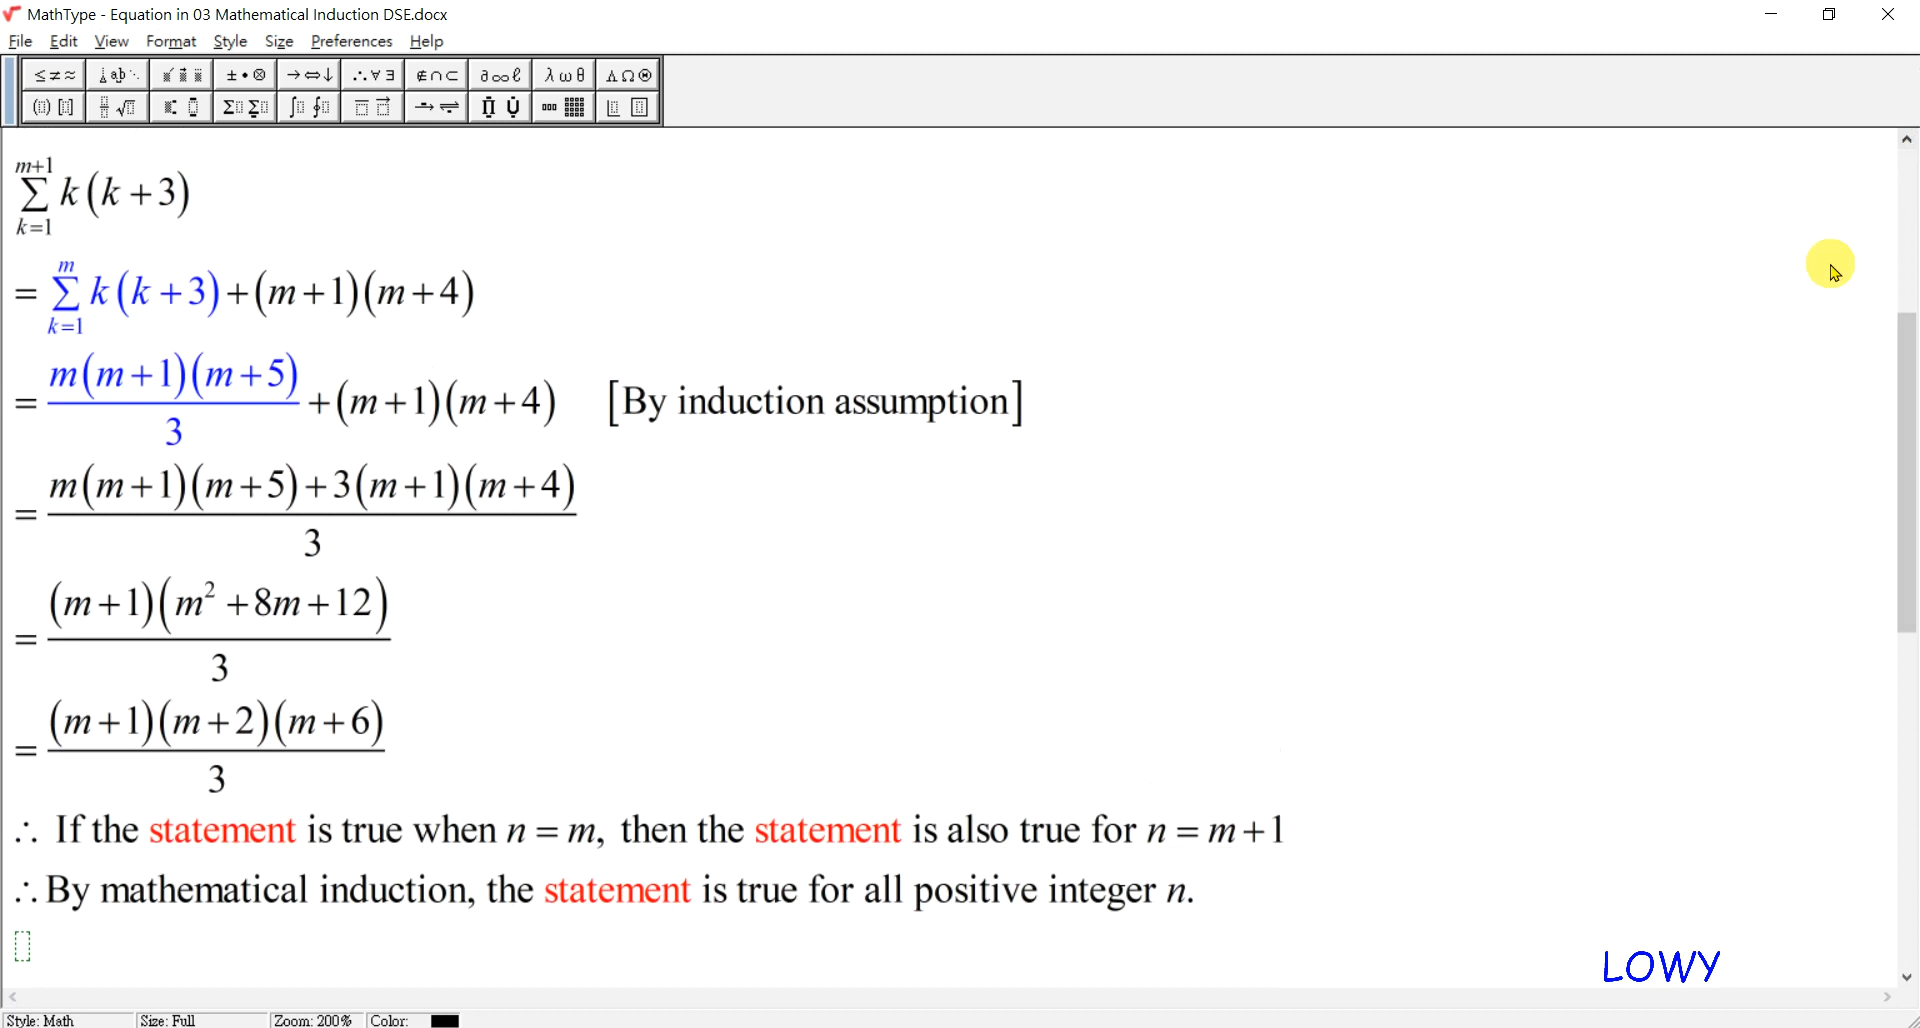 MathType - Equation in 03 Mathematical Induction DSE.docx
File Edit View Format Style Size Preferences Help
≤≠≈ ±•⊗ →⇔↓ ∴∀∃ ∉∩⊂ ∂∞ℓ λωθ ΛΩ⊛
m+1
∑ k(k+3)
k=1
m
= ∑ k(k+3)+(m+1)(m+4)
k=1
m(m+1)(m+5)
= +(m+1)(m+4) [By induction assumption]
3
m(m+1)(m+5)+3(m+1)(m+4)
=
3
(m+1)(m²+8m+12)
=
3
(m+1)(m+2)(m+6)
=
3
∴ If the statement is true when n = m, then the statement is also true for n = m+1
∴ By mathematical induction, the statement is true for all positive integer n.
LOWY
Style: Math Size: Full Zoom: 200% Color: